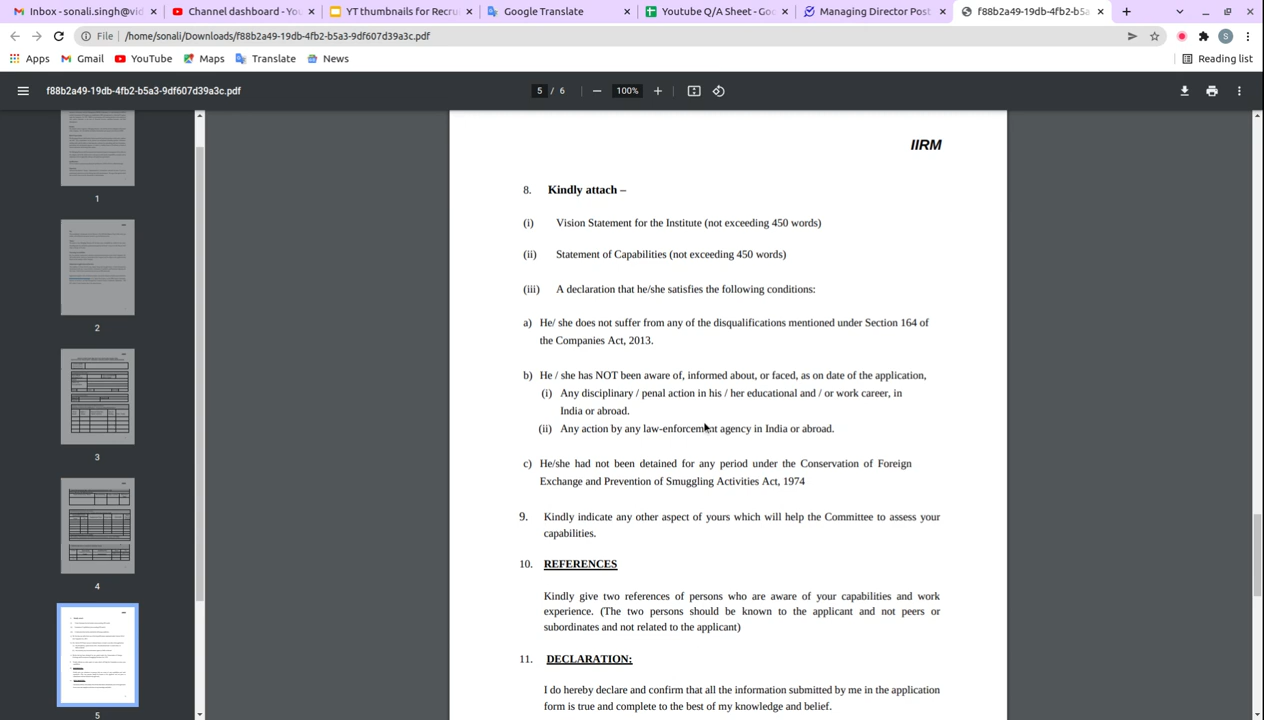 Inbox - sonali.singh@vid
Channel dashboard - You
YT thumbnails for Recru
Google Translate
Youtube Q/A Sheet - Goo
Managing Director Post
f88b2a49-19db-4fb2-b5a
File /home/sonali/Downloads/f88b2a49-19db-4fb2-b5a3-9df607d39a3c.pdf
S
Apps Gmail YouTube Maps Translate News Reading list
f88b2a49-19db-4fb2-b5a3-9df607d39a3c.pdf 5 / 6 100%
1
2
3
4
5
IIRM
8. Kindly attach –
(i) Vision Statement for the Institute (not exceeding 450 words)
(ii) Statement of Capabilities (not exceeding 450 words)
(iii) A declaration that he/she satisfies the following conditions:
a) He/ she does not suffer from any of the disqualifications mentioned under Section 164 of
the Companies Act, 2013.
b) He / she has NOT been aware of, informed about, or faced, as on date of the application,
(i) Any disciplinary / penal action in his / her educational and / or work career, in
India or abroad.
(ii) Any action by any law-enforcement agency in India or abroad.
c) He/she had not been detained for any period under the Conservation of Foreign
Exchange and Prevention of Smuggling Activities Act, 1974
9. Kindly indicate any other aspect of yours which will help the Committee to assess your
capabilities.
10. REFERENCES
Kindly give two references of persons who are aware of your capabilities and work
experience. (The two persons should be known to the applicant and not peers or
subordinates and not related to the applicant)
11. DECLARATION:
I do hereby declare and confirm that all the information submitted by me in the application
form is true and complete to the best of my knowledge and belief.